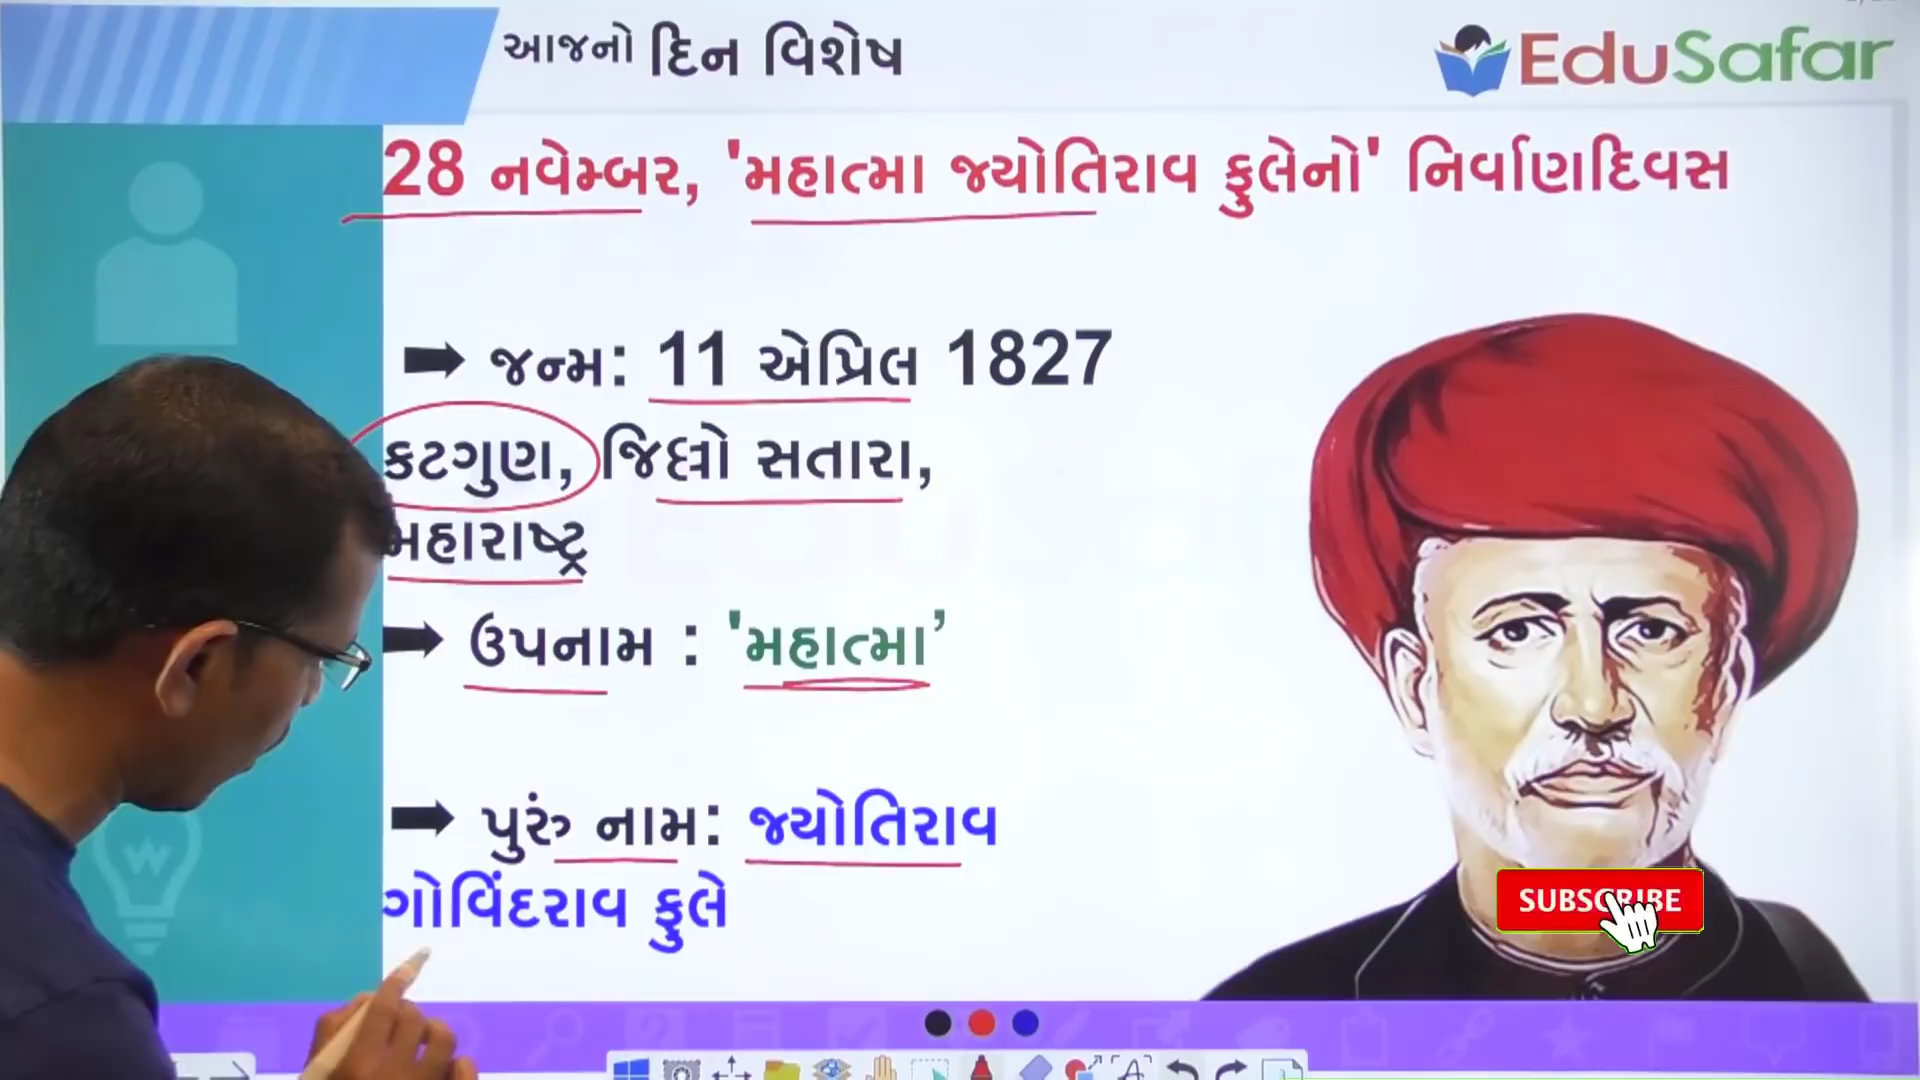 આજનો દિન વિશેષ
EduSafar
28 નવેમ્બર, 'મહાત્મા જ્યોતિરાવ ફુલેનો' નિર્વાણદિવસ
➡ જન્મ: 11 એપ્રિલ 1827
કટગુણ, જિલ્લો સતારા,
મહારાષ્ટ્ર
➡ ઉપનામ : 'મહાત્મા’
➡ પુરું નામ: જ્યોતિરાવ
ગોવિંદરાવ ફુલે
SUBSCRIBE